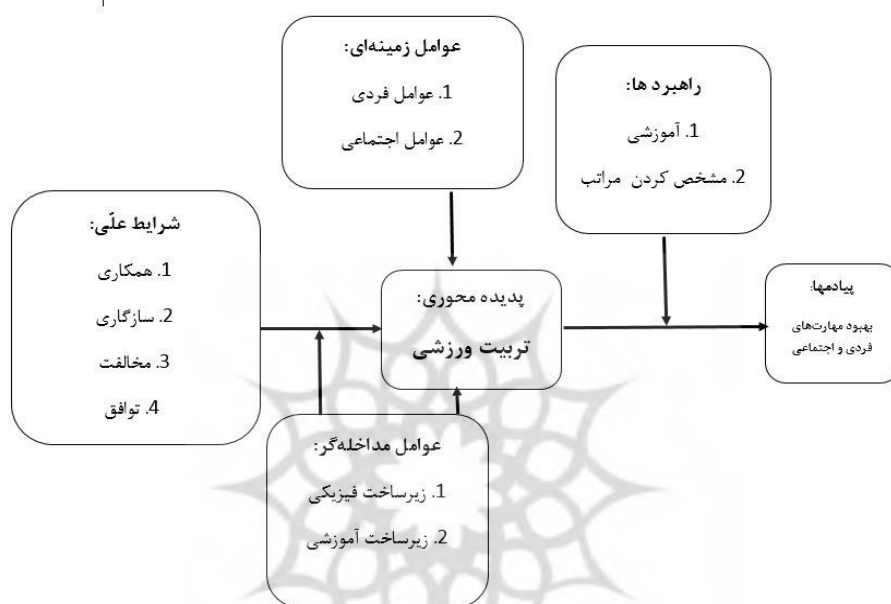 عوامل زمینه‌ای:
1. عوامل فردی
2. عوامل اجتماعی
راهبرد ها:
1. آموزشی
2. مشخص کردن مراتب
شرایط علّی:
1. همکاری
2. سازگاری
3. مخالفت
4. توافق
پدیده محوری:
تربیت ورزشی
پیادمها:
بهبود مهارت‌های
فردی و اجتماعی
عوامل مداخله‌گر:
1. زیرساخت فیزیکی
2. زیرساخت آموزشی